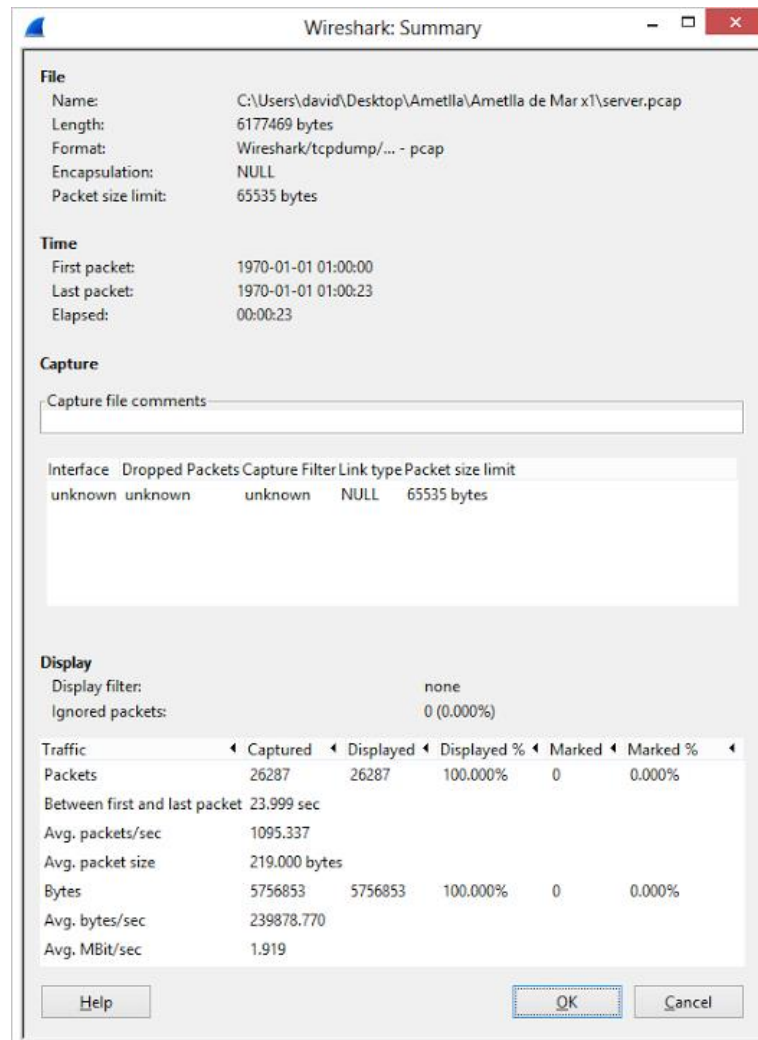 Wireshark: Summary
File
Name: C:\Users\david\Desktop\Ametlla\Ametlla de Mar x1\server.pcap
Length: 6177469 bytes
Format: Wireshark/tcpdump/... - pcap
Encapsulation: NULL
Packet size limit: 65535 bytes
Time
First packet: 1970-01-01 01:00:00
Last packet: 1970-01-01 01:00:23
Elapsed: 00:00:23
Capture
Capture file comments
Interface Dropped Packets Capture Filter Link type Packet size limit
unknown unknown unknown NULL 65535 bytes
Display
Display filter: none
Ignored packets: 0 (0.000%)
Traffic Captured Displayed Displayed % Marked Marked %
Packets 26287 26287 100.000% 0 0.000%
Between first and last packet 23.999 sec
Avg. packets/sec 1095.337
Avg. packet size 219.000 bytes
Bytes 5756853 5756853 100.000% 0 0.000%
Avg. bytes/sec 239878.770
Avg. MBit/sec 1.919
Help OK Cancel